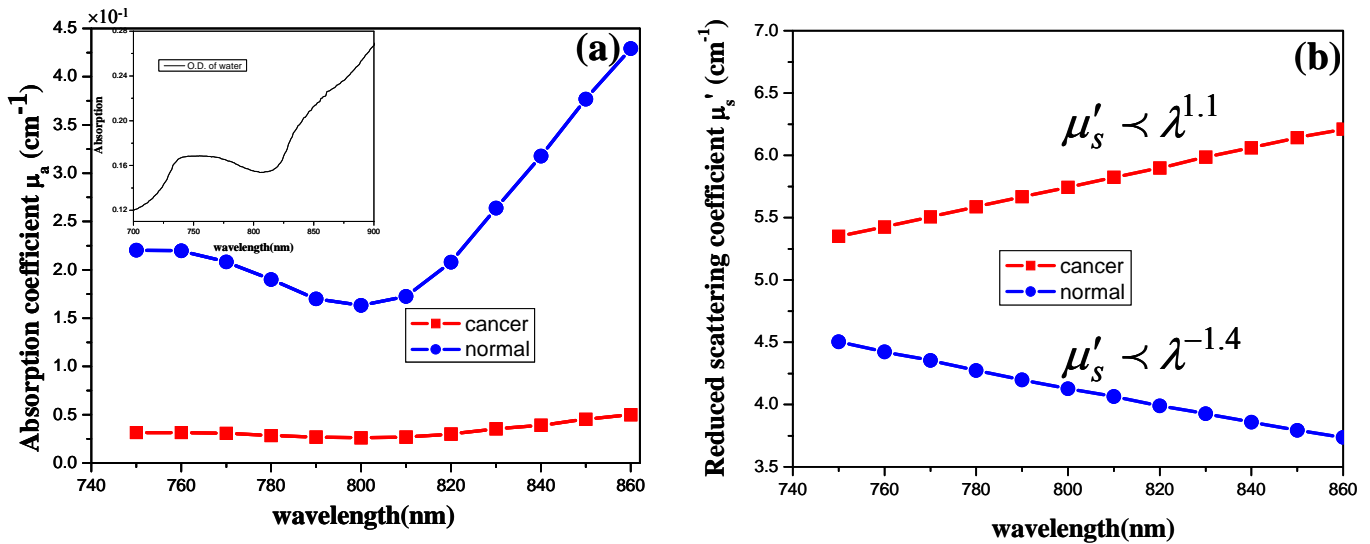 ×10⁻¹
4.5
4.0
3.5
3.0
2.5
2.0
1.5
1.0
0.5
0.0
Absorption coefficient μₐ (cm⁻¹)
(a)
0.28
0.24
0.20
0.16
0.12
Absorption
O.D. of water
700 750 800 850 900
wavelength(nm)
cancer
normal
740 760 780 800 820 840 860
wavelength(nm)
7.0
6.5
6.0
5.5
5.0
4.5
4.0
3.5
Reduced scattering coefficient μₛ' (cm⁻¹)
(b)
μ′ₛ ≺ λ¹·¹
cancer
normal
μ′ₛ ≺ λ⁻¹·⁴
740 760 780 800 820 840 860
wavelength(nm)